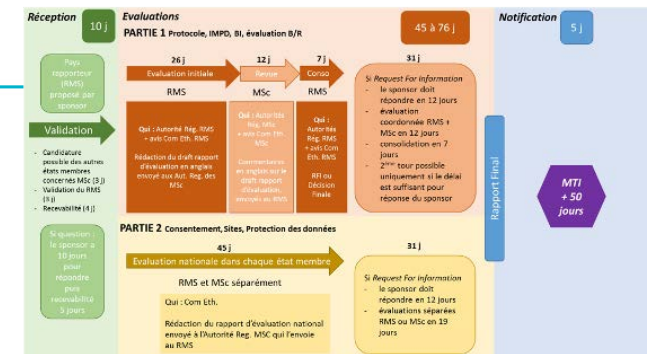 Réception
10 j
Pays
rapporteur
(RMS)
proposé par
sponsor
Validation
- Candidature
possible des autres
états membres
concernés MSc (3 j)
- Validation du RMS
(3 j)
- Recevabilité (4 j)
Si question :
le sponsor a
10 jours
pour
répondre
puis
recevabilité
5 jours
Evaluations
PARTIE 1 Protocole, IMPD, BI, évaluation B/R
45 à 76 j
26 j
Evaluation initiale
RMS
Qui : Autorité Rég. RMS
+ avis Com Eth. RMS
Rédaction du draft rapport
d'évaluation en anglais
envoyé aux Aut. Reg. des
MSc
12 j
Revue
MSc
Qui : Autorités
Rég. MSc
+ avis Com Eth. MSc
Commentaires
en anglais sur le
draft rapport
d'évaluation,
envoyés au RMS
7 j
Conso
RMS
Qui :
Autorités
Rég. RMS
+ avis Com
Eth. RMS
RFI ou
Décision
Finale
31 j
Si Request For information
- le sponsor doit
répondre en 12 jours
- évaluation
coordonnée RMS +
MSc en 12 jours
- consolidation en 7
jours
- 2ème tour possible
uniquement si le délai
est suffisant pour
réponse du sponsor
PARTIE 2 Consentement, Sites, Protection des données
45 j
Evaluation nationale dans chaque état membre
RMS et MSc séparément
Qui : Com Eth.
Rédaction du rapport d'évaluation national
envoyé à l'Autorité Reg. MSC qui l'envoie
au RMS
31 j
Si Request For information
- le sponsor doit
répondre en 12 jours
- évaluations séparées
RMS ou MSc en 19
jours
Rapport Final
Notification
5 j
MTI
+ 50
jours